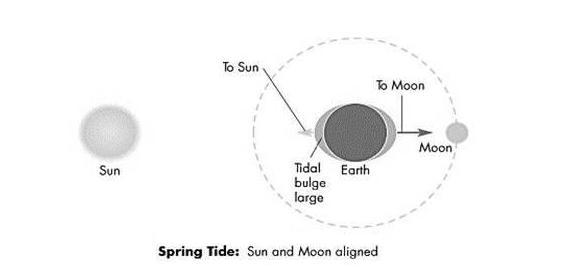 To Sun
To Moon
Moon
Sun
Tidal
bulge
large
Earth
Spring Tide: Sun and Moon aligned